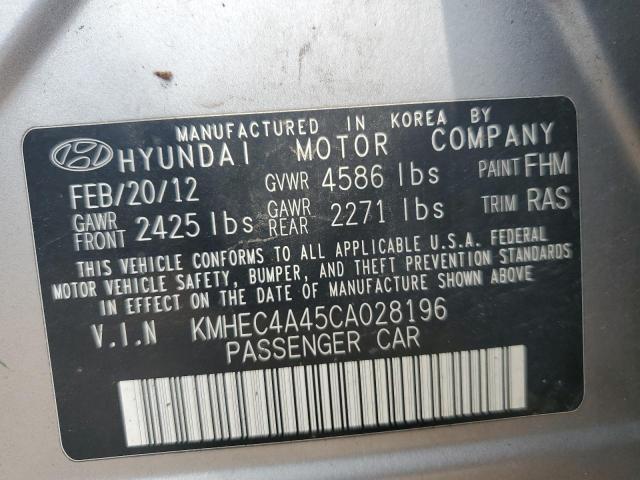 MANUFACTURED IN KOREA BY
HYUNDAI MOTOR COMPANY
FEB/20/12 GVWR 4586 lbs PAINT FHM
GAWR FRONT 2425 lbs GAWR REAR 2271 lbs TRIM RAS
THIS VEHICLE CONFORMS TO ALL APPLICABLE U.S.A. FEDERAL
MOTOR VEHICLE SAFETY, BUMPER, AND THEFT PREVENTION STANDARDS
IN EFFECT ON THE DATE OF MANUFACTURE SHOWN ABOVE
V.I.N KMHEC4A45CA028196
PASSENGER CAR